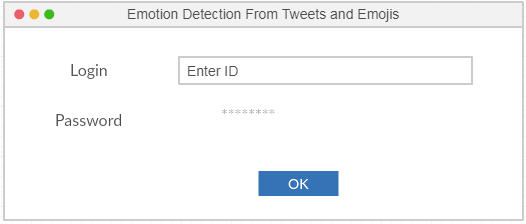 Emotion Detection From Tweets and Emojis
Login
Enter ID
Password
********
OK